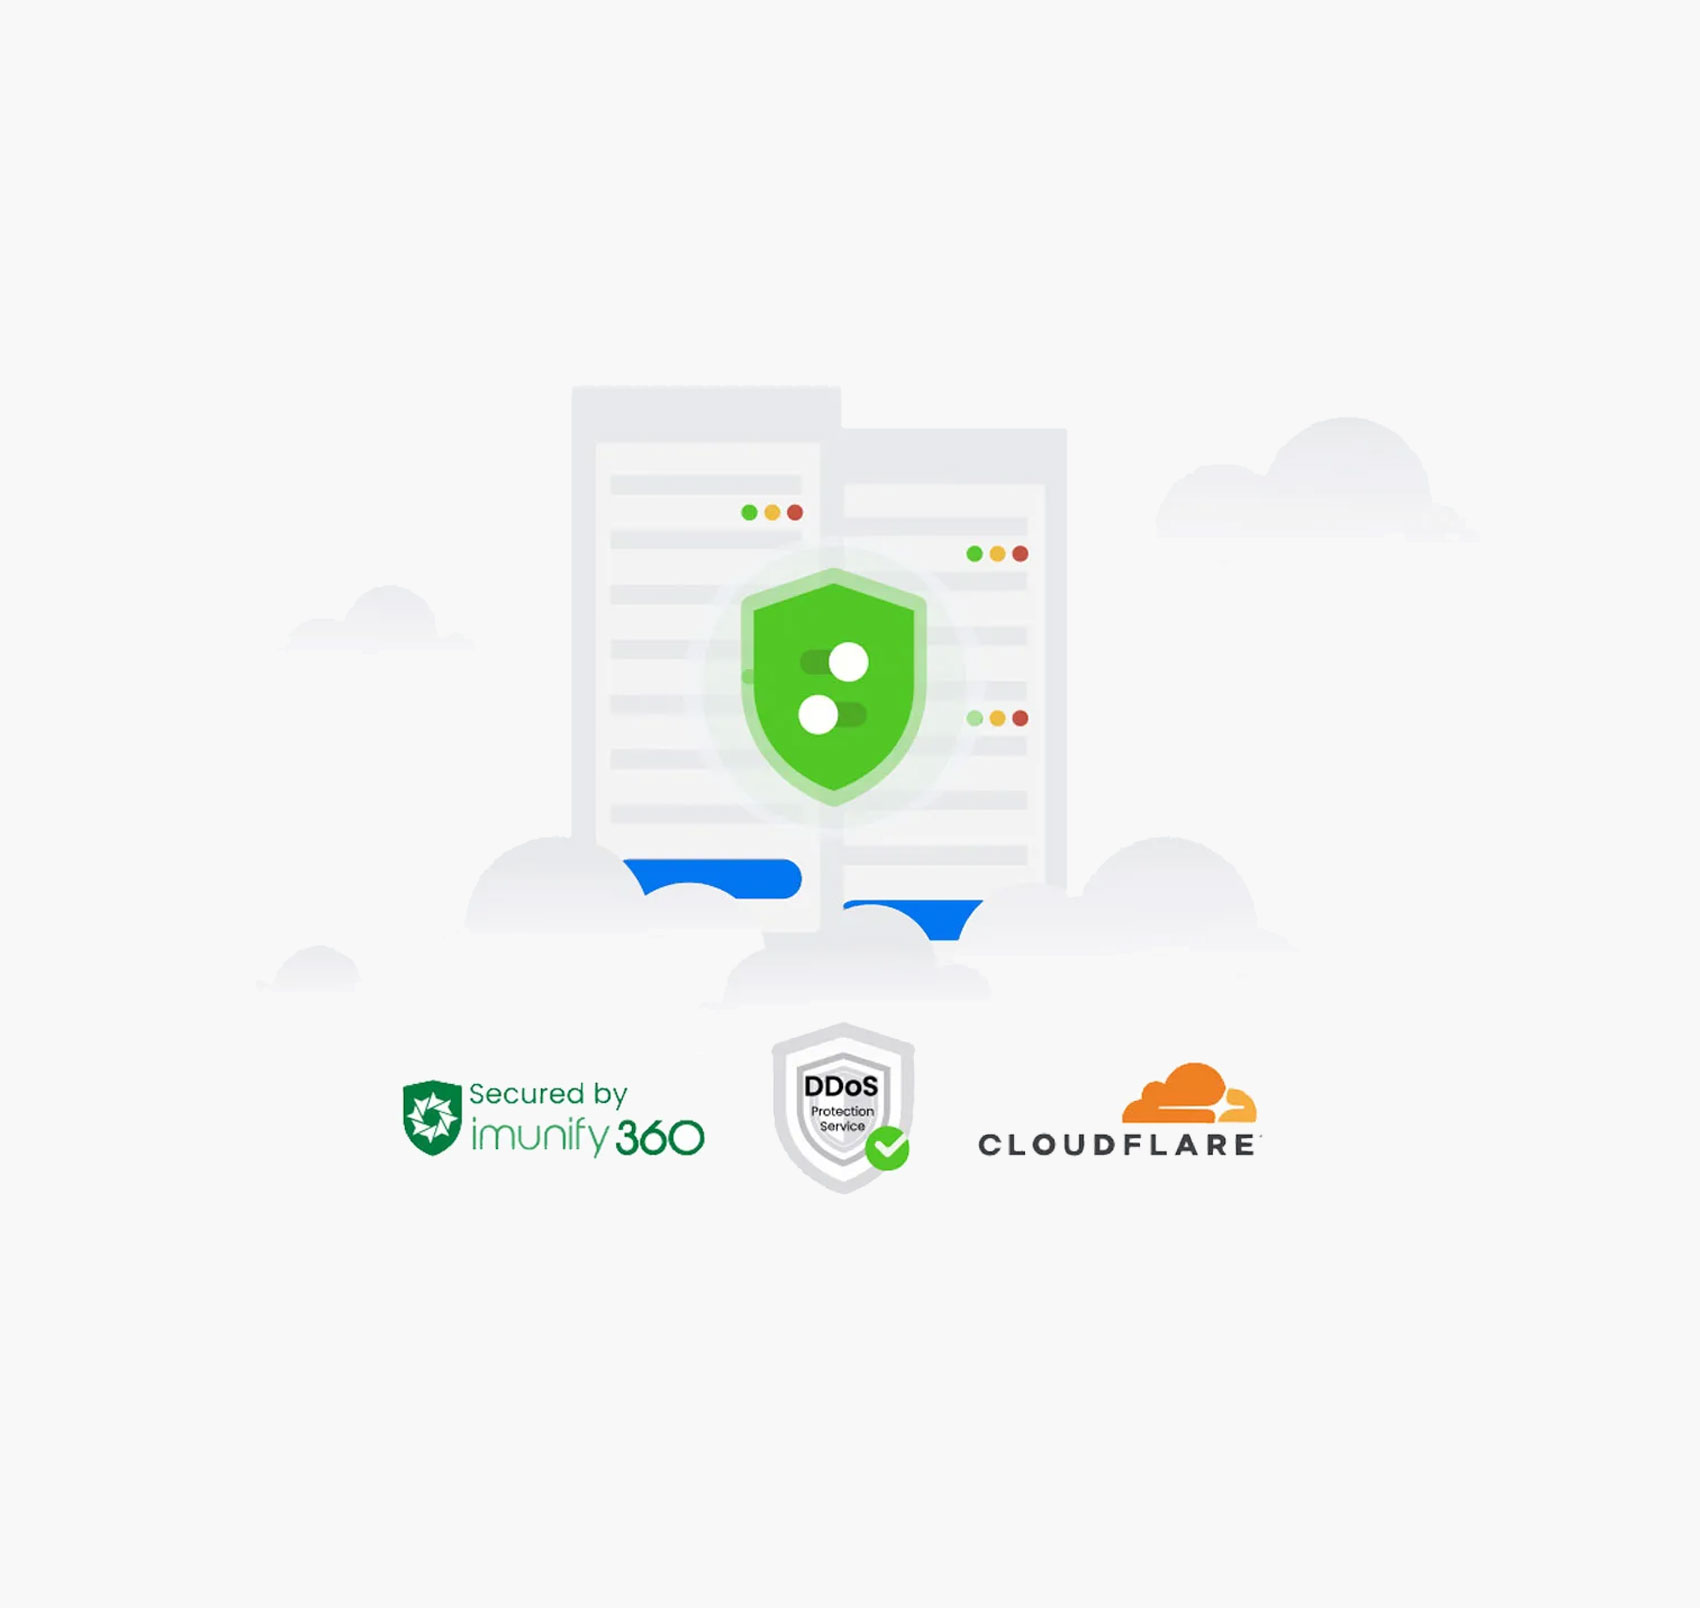 Secured by
imunify360
DDoS
Protection
Service
CLOUDFLARE